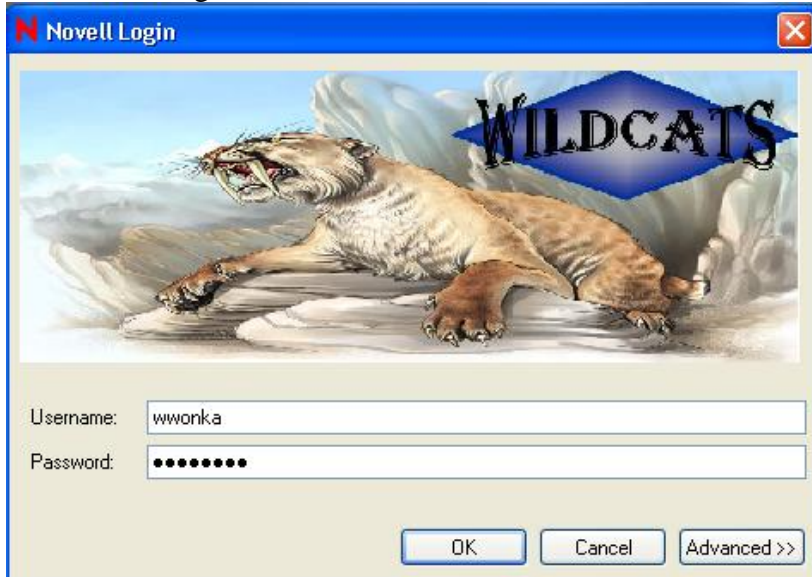 N Novell Login
WILDCATS
Username: wwonka
Password: ●●●●●●●●
OK Cancel Advanced >>